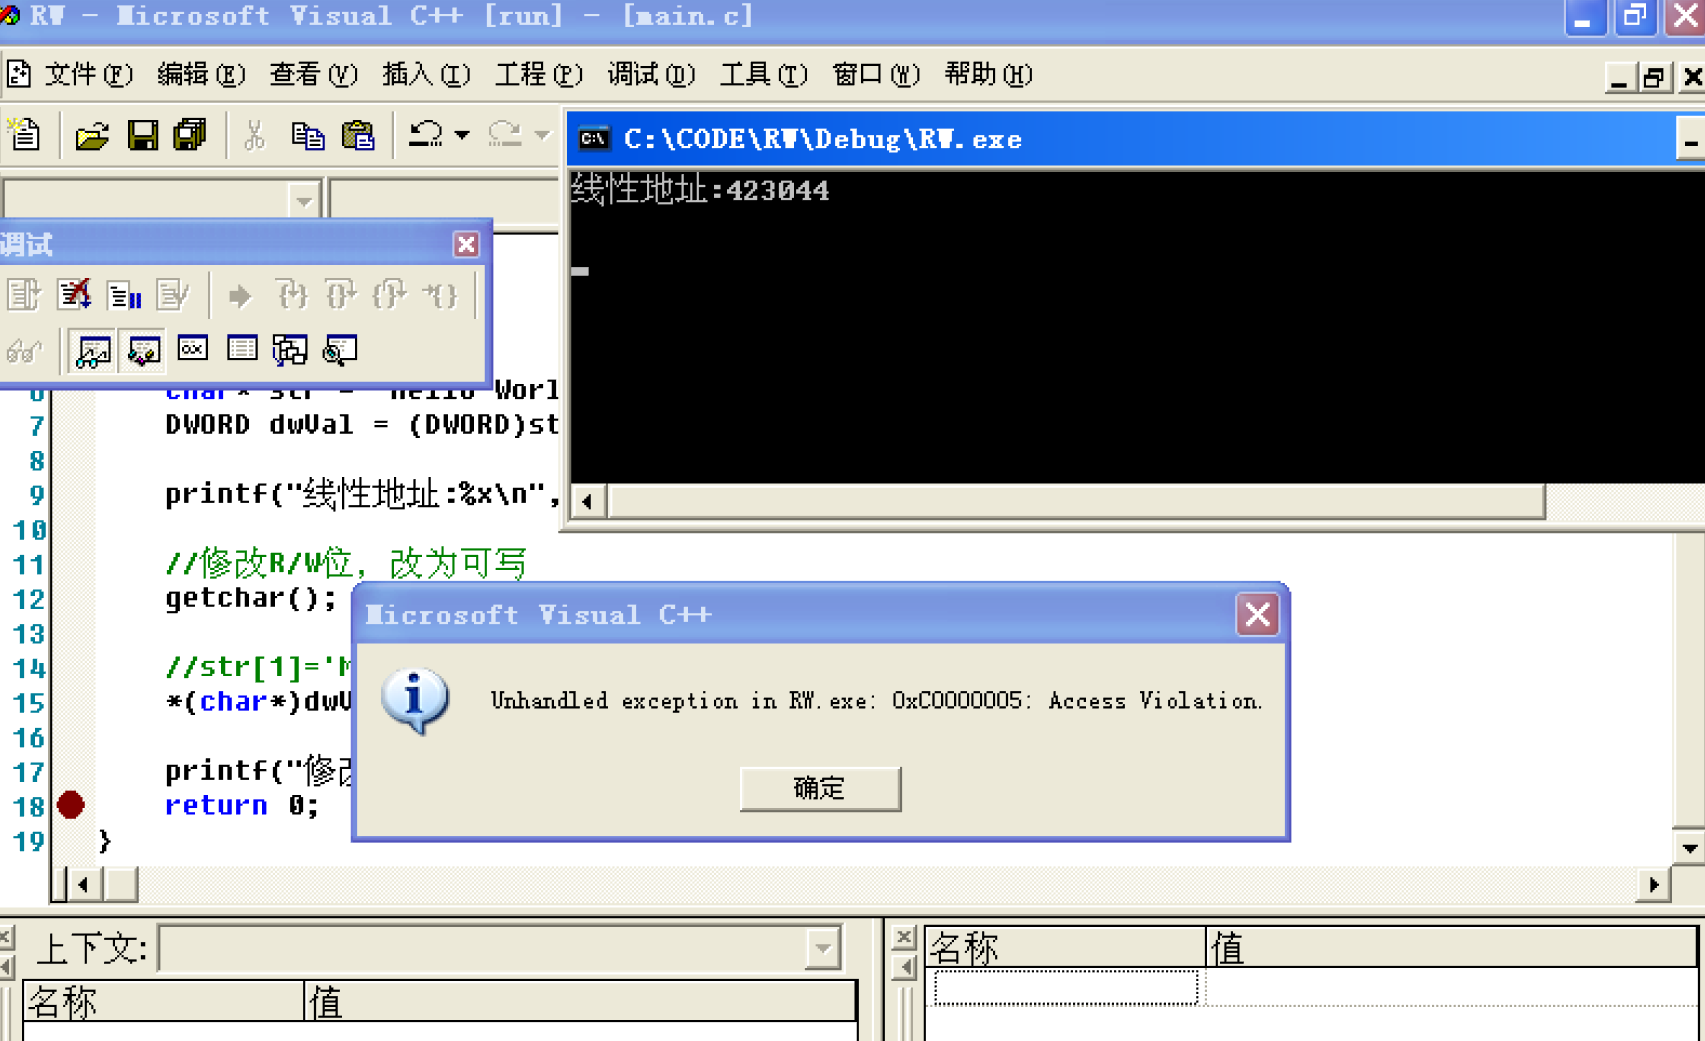 RW - Microsoft Visual C++ [run] - [main.c]
文件(F) 编辑(E) 查看(V) 插入(I) 工程(P) 调试(D) 工具(T) 窗口(W) 帮助(H)
C:\CODE\RW\Debug\RW.exe
线性地址:423044
调试
7 DWORD dwVal = (DWORD)st
8
9 printf("线性地址:%x\n",
10
11 //修改R/W位，改为可写
12 getchar();
13
14 //str[1]='M
15 *(char*)dwV
16
17 printf("修改
18 return 0;
19 }
Microsoft Visual C++
Unhandled exception in RW.exe: 0xC0000005: Access Violation.
确定
上下文:
名称 值
名称 值